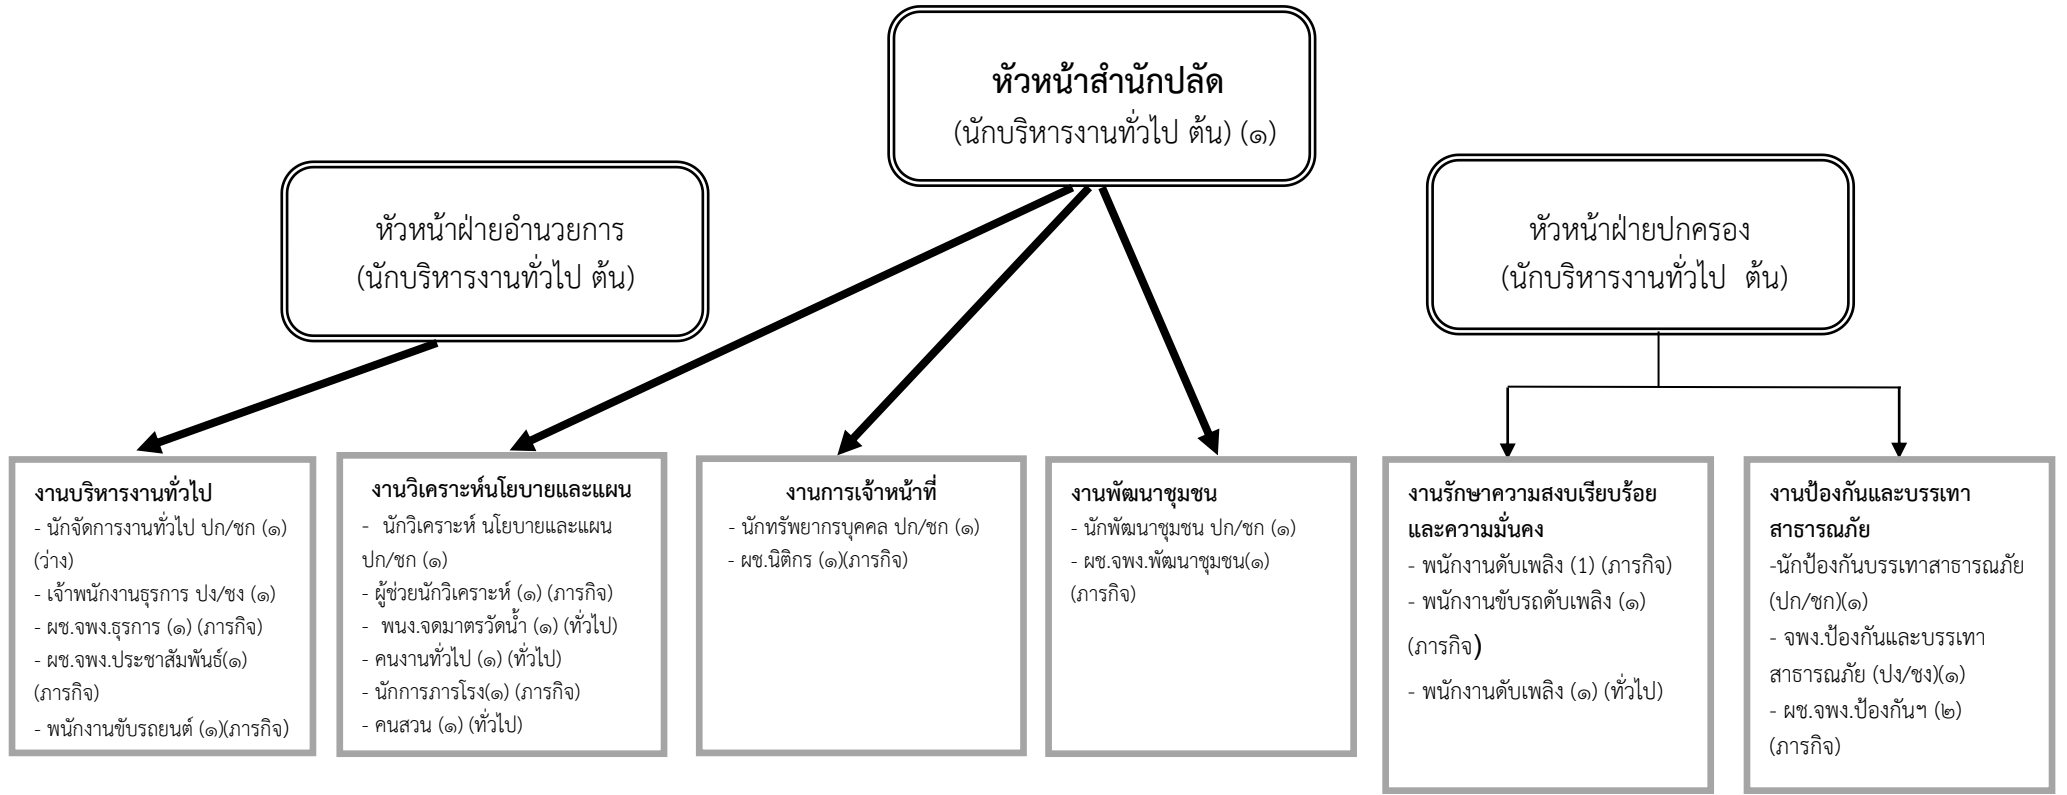 หัวหน้าสำนักปลัด
(นักบริหารงานทั่วไป ต้น) (๑)
หัวหน้าฝ่ายอำนวยการ
(นักบริหารงานทั่วไป ต้น)
หัวหน้าฝ่ายปกครอง
(นักบริหารงานทั่วไป ต้น)
งานบริหารงานทั่วไป
- นักจัดการงานทั่วไป ปก/ชก (๑)
(ว่าง)
- เจ้าพนักงานธุรการ ปง/ชง (๑)
- ผช.จพง.ธุรการ (๑) (ภารกิจ)
- ผช.จพง.ประชาสัมพันธ์(๑)
(ภารกิจ)
- พนักงานขับรถยนต์ (๑)(ภารกิจ)
งานวิเคราะห์นโยบายและแผน
- นักวิเคราะห์ นโยบายและแผน
ปก/ชก (๑)
- ผู้ช่วยนักวิเคราะห์ (๑) (ภารกิจ)
- พนง.จดมาตรวัดน้ำ (๑) (ทั่วไป)
- คนงานทั่วไป (๑) (ทั่วไป)
- นักการภารโรง(๑) (ภารกิจ)
- คนสวน (๑) (ทั่วไป)
งานการเจ้าหน้าที่
- นักทรัพยากรบุคคล ปก/ชก (๑)
- ผช.นิติกร (๑)(ภารกิจ)
งานพัฒนาชุมชน
- นักพัฒนาชุมชน ปก/ชก (๑)
- ผช.จพง.พัฒนาชุมชน(๑)
(ภารกิจ)
งานรักษาความสงบเรียบร้อย
และความมั่นคง
- พนักงานดับเพลิง (1) (ภารกิจ)
- พนักงานขับรถดับเพลิง (๑)
(ภารกิจ)
- พนักงานดับเพลิง (๑) (ทั่วไป)
งานป้องกันและบรรเทา
สาธารณภัย
-นักป้องกันบรรเทาสาธารณภัย
(ปก/ชก)(๑)
- จพง.ป้องกันและบรรเทา
สาธารณภัย (ปง/ชง)(๑)
- ผช.จพง.ป้องกันฯ (๒)
(ภารกิจ)